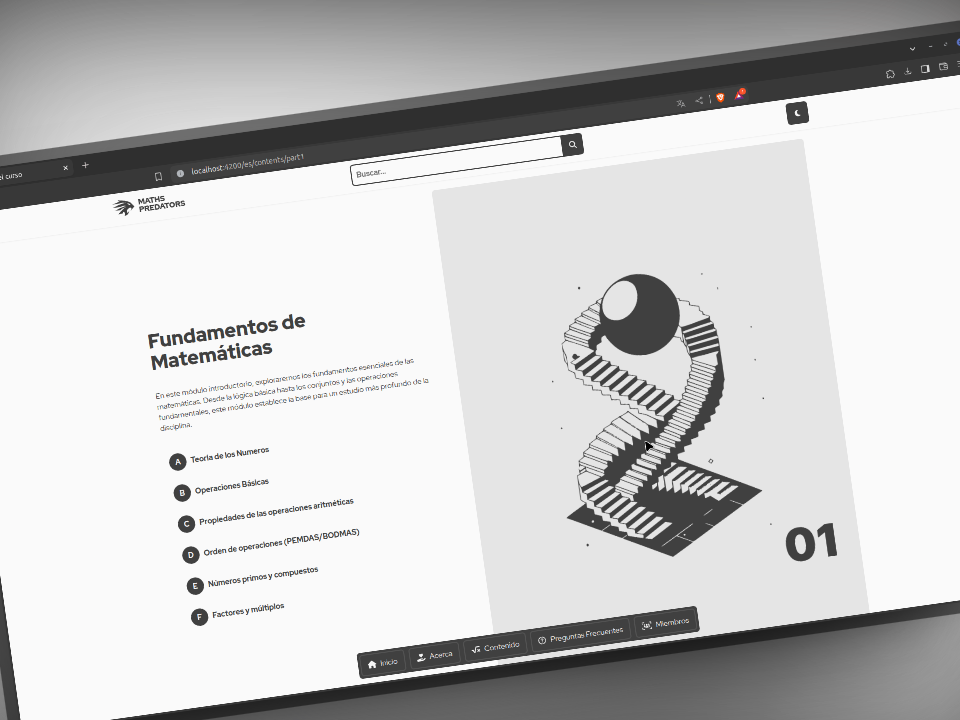 el curso
localhost:4200/es/contents/part1
MATHS
PREDATORS
Buscar...
Fundamentos de
Matemáticas
En este módulo introductorio, exploraremos los fundamentos esenciales de las
matemáticas. Desde la lógica básica hasta los conjuntos y las operaciones
fundamentales, este módulo establece la base para un estudio más profundo de la
disciplina.
A Teoría de los Numeros
B Operaciones Básicas
C Propiedades de las operaciones aritméticas
D Orden de operaciones (PEMDAS/BODMAS)
E Números primos y compuestos
F Factores y múltiplos
01
Inicio
Acerca
Contenido
Preguntas Frecuentes
Miembros